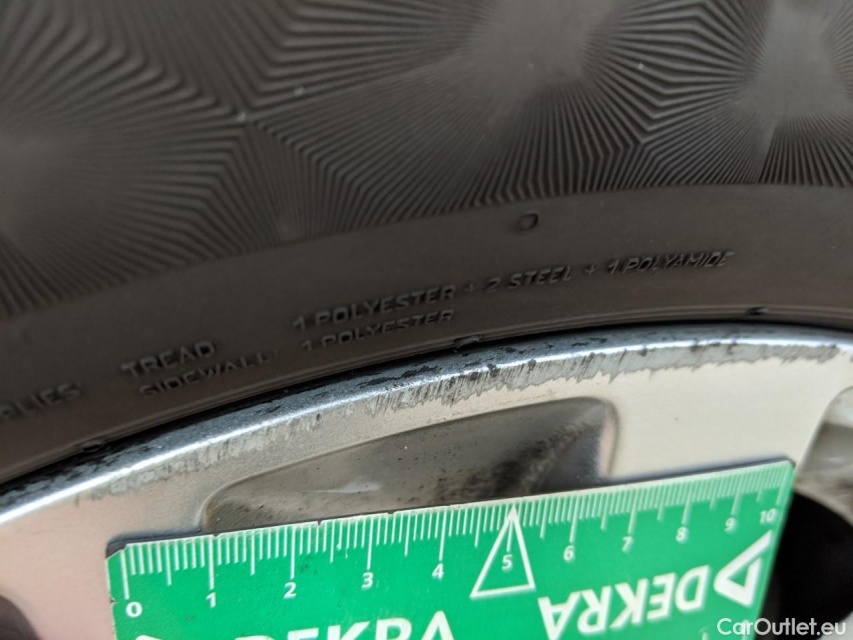 PLIES
TREAD: 1 POLYESTER + 2 STEEL + 1 POLYAMIDE
SIDEWALL: 1 POLYESTER
0 1 2 3 4 5 6 7 8 9 10
DEKRA DEKRA
CarOutlet.eu